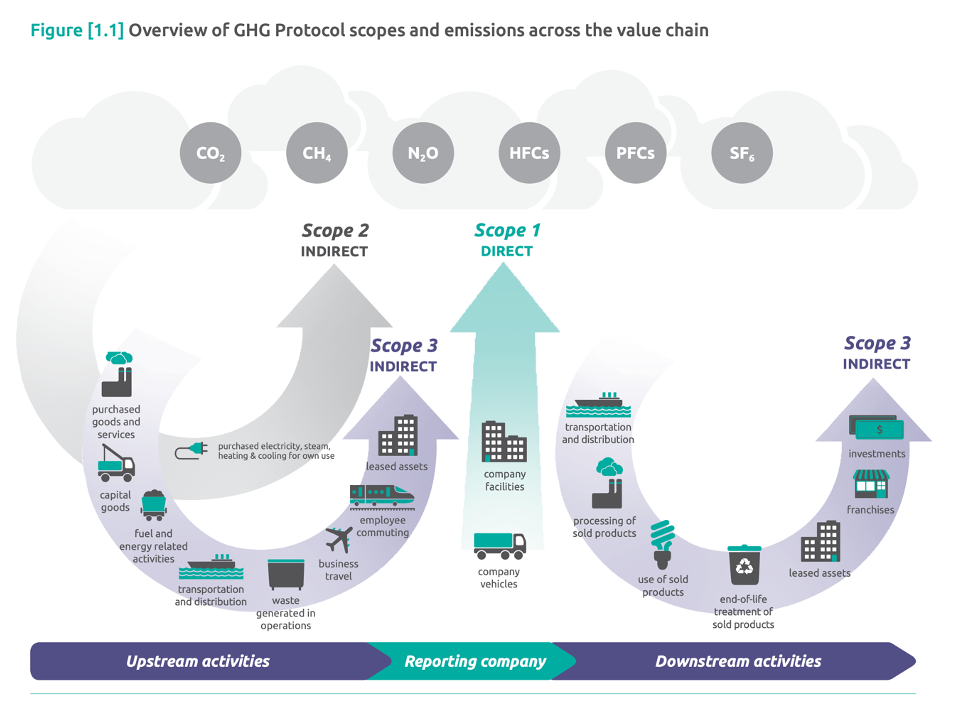 Figure [1.1] Overview of GHG Protocol scopes and emissions across the value chain
CO₂
CH₄
N₂O
HFCs
PFCs
SF₆
Scope 2
INDIRECT
Scope 1
DIRECT
Scope 3
INDIRECT
Scope 3
INDIRECT
purchased
goods and
services
capital
goods
fuel and
energy related
activities
transportation
and distribution
waste
generated in
operations
business
travel
employee
commuting
leased assets
purchased electricity, steam,
heating & cooling for own use
company
facilities
company
vehicles
transportation
and distribution
processing of
sold products
use of sold
products
end-of-life
treatment of
sold products
leased assets
franchises
investments
$
Upstream activities
Reporting company
Downstream activities